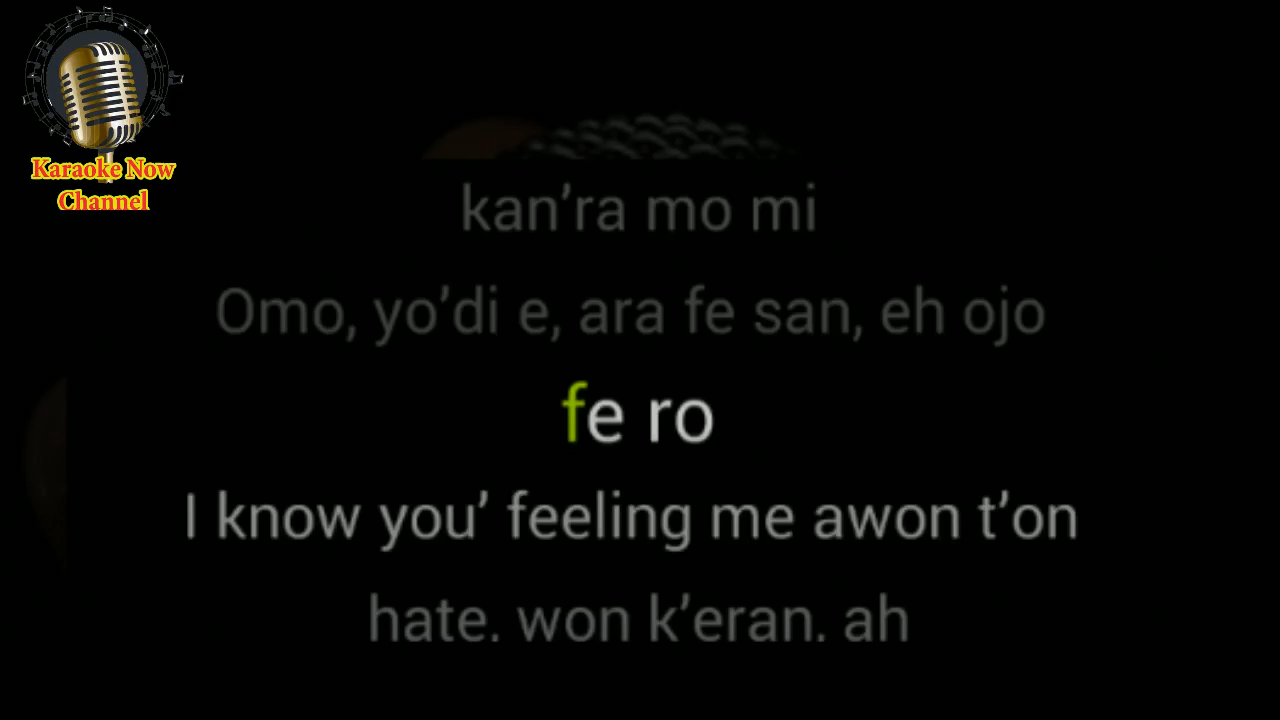 Karaoke Now
Channel
kan’ra mo mi
Omo, yo’di e, ara fe san, eh ojo
fe ro
I know you’ feeling me awon t’on
hate. won k’eran. ah